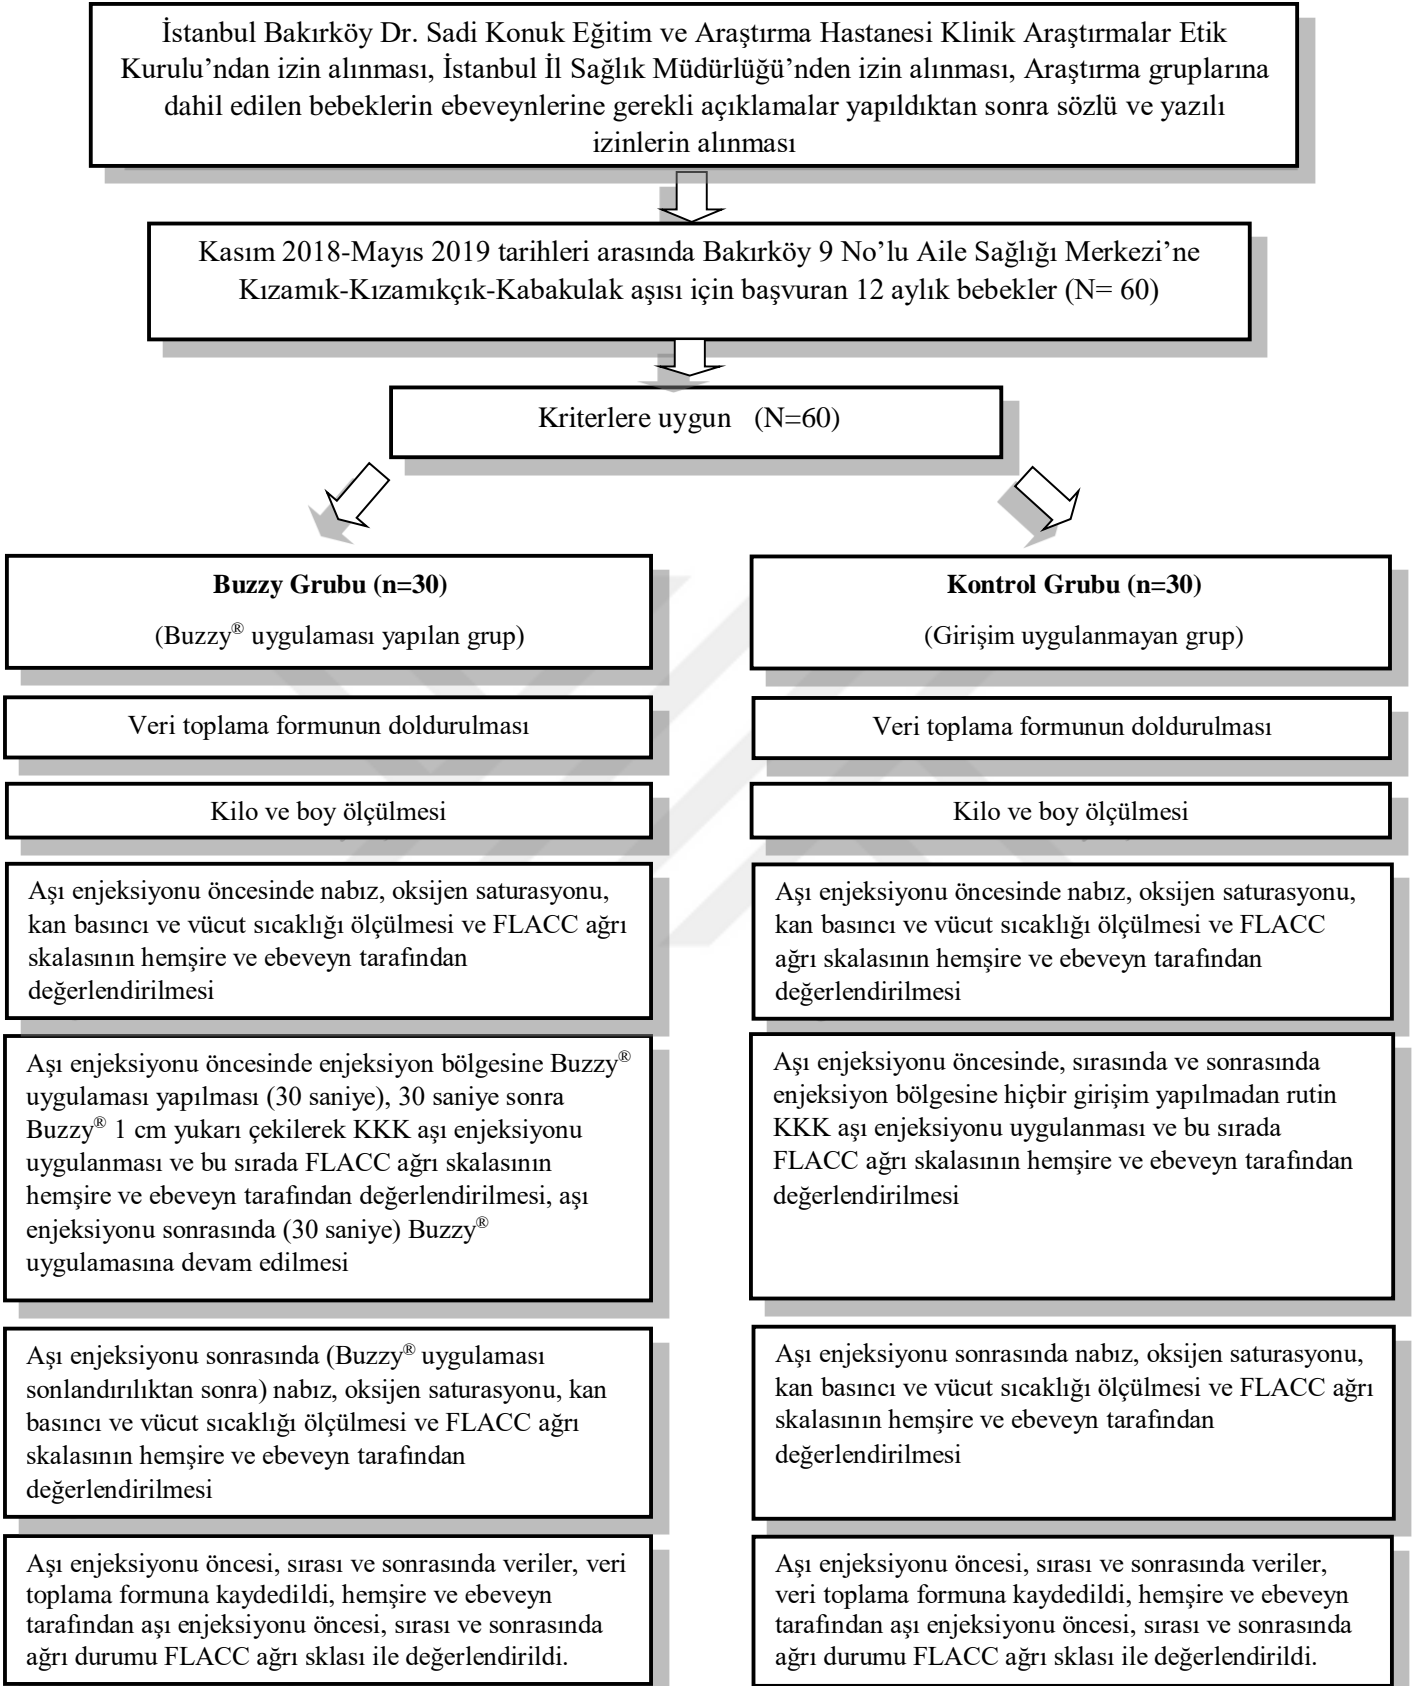 İstanbul Bakırköy Dr. Sadi Konuk Eğitim ve Araştırma Hastanesi Klinik Araştırmalar Etik
Kurulu’ndan izin alınması, İstanbul İl Sağlık Müdürlüğü’nden izin alınması, Araştırma gruplarına
dahil edilen bebeklerin ebeveynlerine gerekli açıklamalar yapıldıktan sonra sözlü ve yazılı
izinlerin alınması
Kasım 2018-Mayıs 2019 tarihleri arasında Bakırköy 9 No’lu Aile Sağlığı Merkezi’ne
Kızamık-Kızamıkçık-Kabakulak aşısı için başvuran 12 aylık bebekler (N= 60)
Kriterlere uygun (N=60)
Buzzy Grubu (n=30)
(Buzzy® uygulaması yapılan grup)
Veri toplama formunun doldurulması
Kilo ve boy ölçülmesi
Aşı enjeksiyonu öncesinde nabız, oksijen saturasyonu,
kan basıncı ve vücut sıcaklığı ölçülmesi ve FLACC ağrı
skalasının hemşire ve ebeveyn tarafından
değerlendirilmesi
Aşı enjeksiyonu öncesinde enjeksiyon bölgesine Buzzy®
uygulaması yapılması (30 saniye), 30 saniye sonra
Buzzy® 1 cm yukarı çekilerek KKK aşı enjeksiyonu
uygulanması ve bu sırada FLACC ağrı skalasının
hemşire ve ebeveyn tarafından değerlendirilmesi, aşı
enjeksiyonu sonrasında (30 saniye) Buzzy®
uygulamasına devam edilmesi
Aşı enjeksiyonu sonrasında (Buzzy® uygulaması
sonlandırılıktan sonra) nabız, oksijen saturasyonu, kan
basıncı ve vücut sıcaklığı ölçülmesi ve FLACC ağrı
skalasının hemşire ve ebeveyn tarafından
değerlendirilmesi
Aşı enjeksiyonu öncesi, sırası ve sonrasında veriler, veri
toplama formuna kaydedildi, hemşire ve ebeveyn
tarafından aşı enjeksiyonu öncesi, sırası ve sonrasında
ağrı durumu FLACC ağrı sklası ile değerlendirildi.
Kontrol Grubu (n=30)
(Girişim uygulanmayan grup)
Veri toplama formunun doldurulması
Kilo ve boy ölçülmesi
Aşı enjeksiyonu öncesinde nabız, oksijen saturasyonu,
kan basıncı ve vücut sıcaklığı ölçülmesi ve FLACC
ağrı skalasının hemşire ve ebeveyn tarafından
değerlendirilmesi
Aşı enjeksiyonu öncesinde, sırasında ve sonrasında
enjeksiyon bölgesine hiçbir girişim yapılmadan rutin
KKK aşı enjeksiyonu uygulanması ve bu sırada
FLACC ağrı skalasının hemşire ve ebeveyn tarafından
değerlendirilmesi
Aşı enjeksiyonu sonrasında nabız, oksijen saturasyonu,
kan basıncı ve vücut sıcaklığı ölçülmesi ve FLACC ağrı
skalasının hemşire ve ebeveyn tarafından
değerlendirilmesi
Aşı enjeksiyonu öncesi, sırası ve sonrasında veriler,
veri toplama formuna kaydedildi, hemşire ve ebeveyn
tarafından aşı enjeksiyonu öncesi, sırası ve sonrasında
ağrı durumu FLACC ağrı sklası ile değerlendirildi.